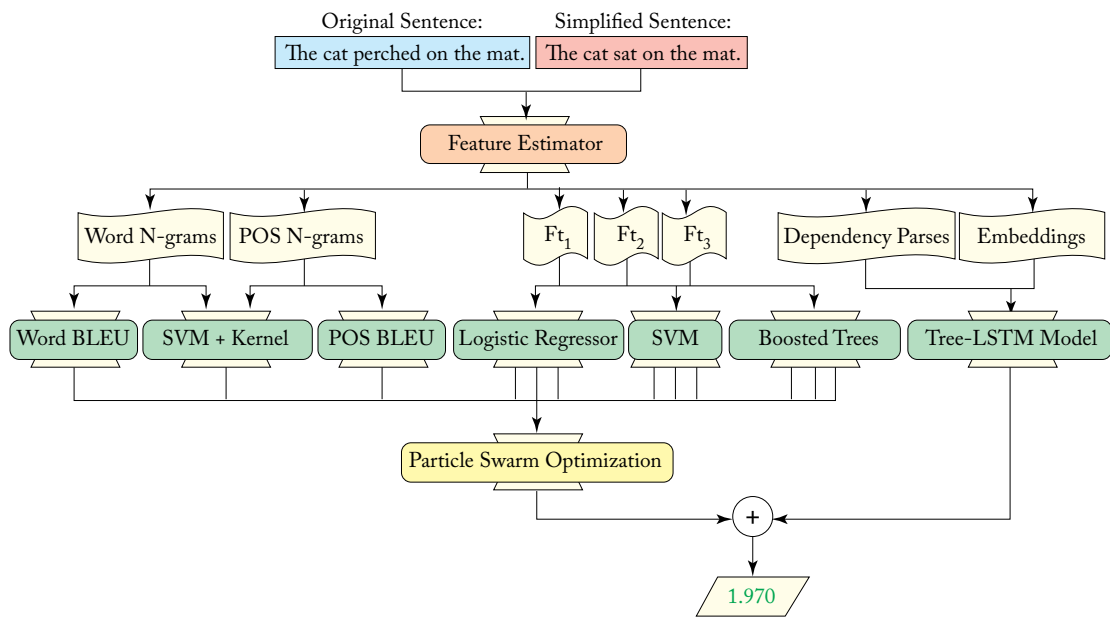 Original Sentence:
Simplified Sentence:
The cat perched on the mat.
The cat sat on the mat.
Feature Estimator
Word N-grams
POS N-grams
Ft1
Ft2
Ft3
Dependency Parses
Embeddings
Word BLEU
SVM + Kernel
POS BLEU
Logistic Regressor
SVM
Boosted Trees
Tree-LSTM Model
Particle Swarm Optimization
+
1.970